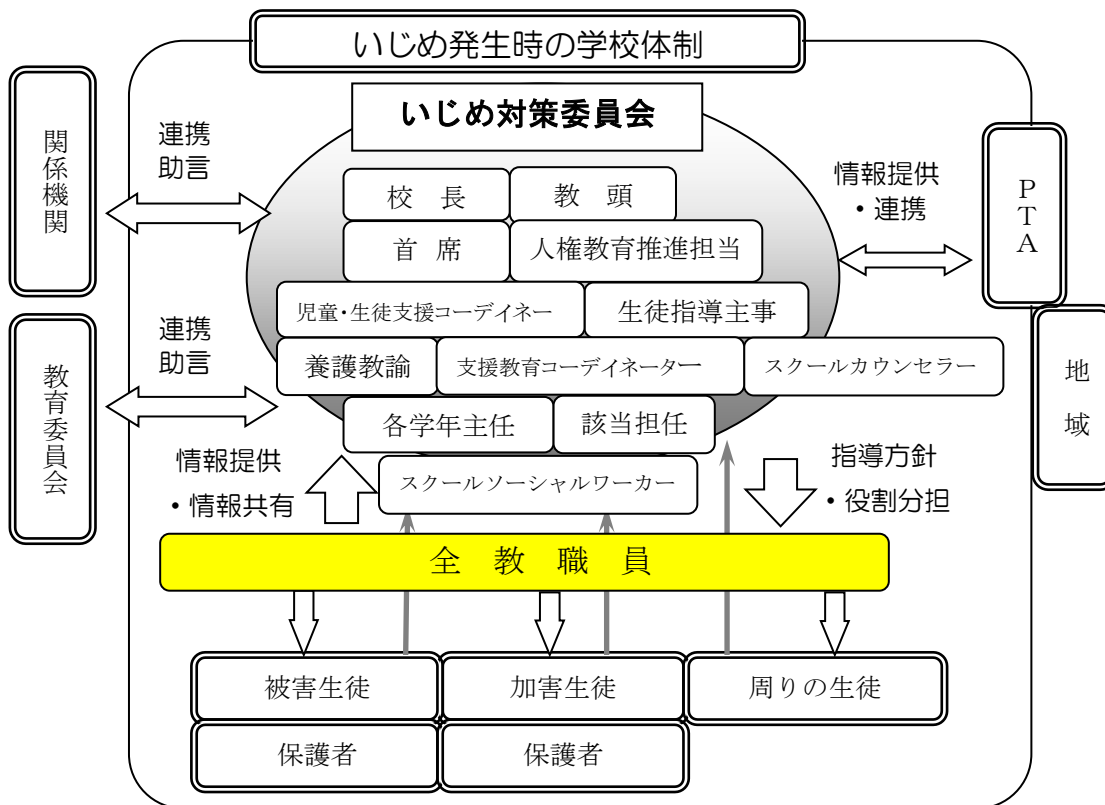 いじめ発生時の学校体制
いじめ対策委員会
関係機関
連携
助言
校　長
教　頭
情報提供
・連携
PTA
首　席
人権教育推進担当
児童・生徒支援コーデイネー
生徒指導主事
教育委員会
連携
助言
養護教諭
支援教育コーデイネーター
スクールカウンセラー
地域
各学年主任
該当担任
情報提供
・情報共有
スクールソーシャルワーカー
指導方針
・役割分担
全　教　職　員
被害生徒
加害生徒
周りの生徒
保護者
保護者